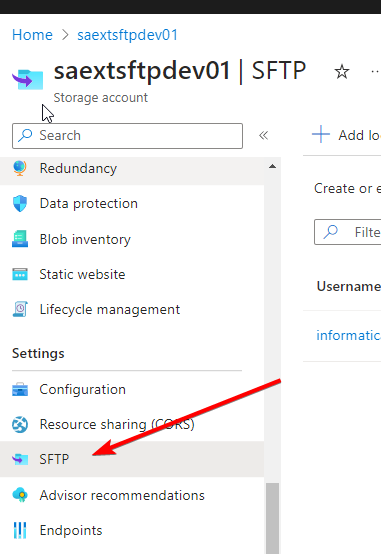 Home > saextsftpdev01
saextsftpdev01 | SFTP
Storage account
Search
Add lo
Redundancy
Data protection
Create or e
Blob inventory
Filte
Static website
Username
Lifecycle management
informatica
Settings
Configuration
Resource sharing (CORS)
SFTP
Advisor recommendations
Endpoints